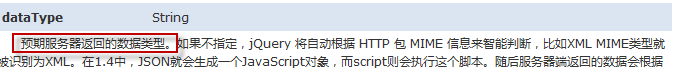 dataType String
预期服务器返回的数据类型。如果不指定，jQuery 将自动根据 HTTP 包 MIME 信息来智能判断，比如XML MIME类型就
被识别为XML。在1.4中，JSON就会生成一个JavaScript对象，而script则会执行这个脚本。随后服务器端返回的数据会根据